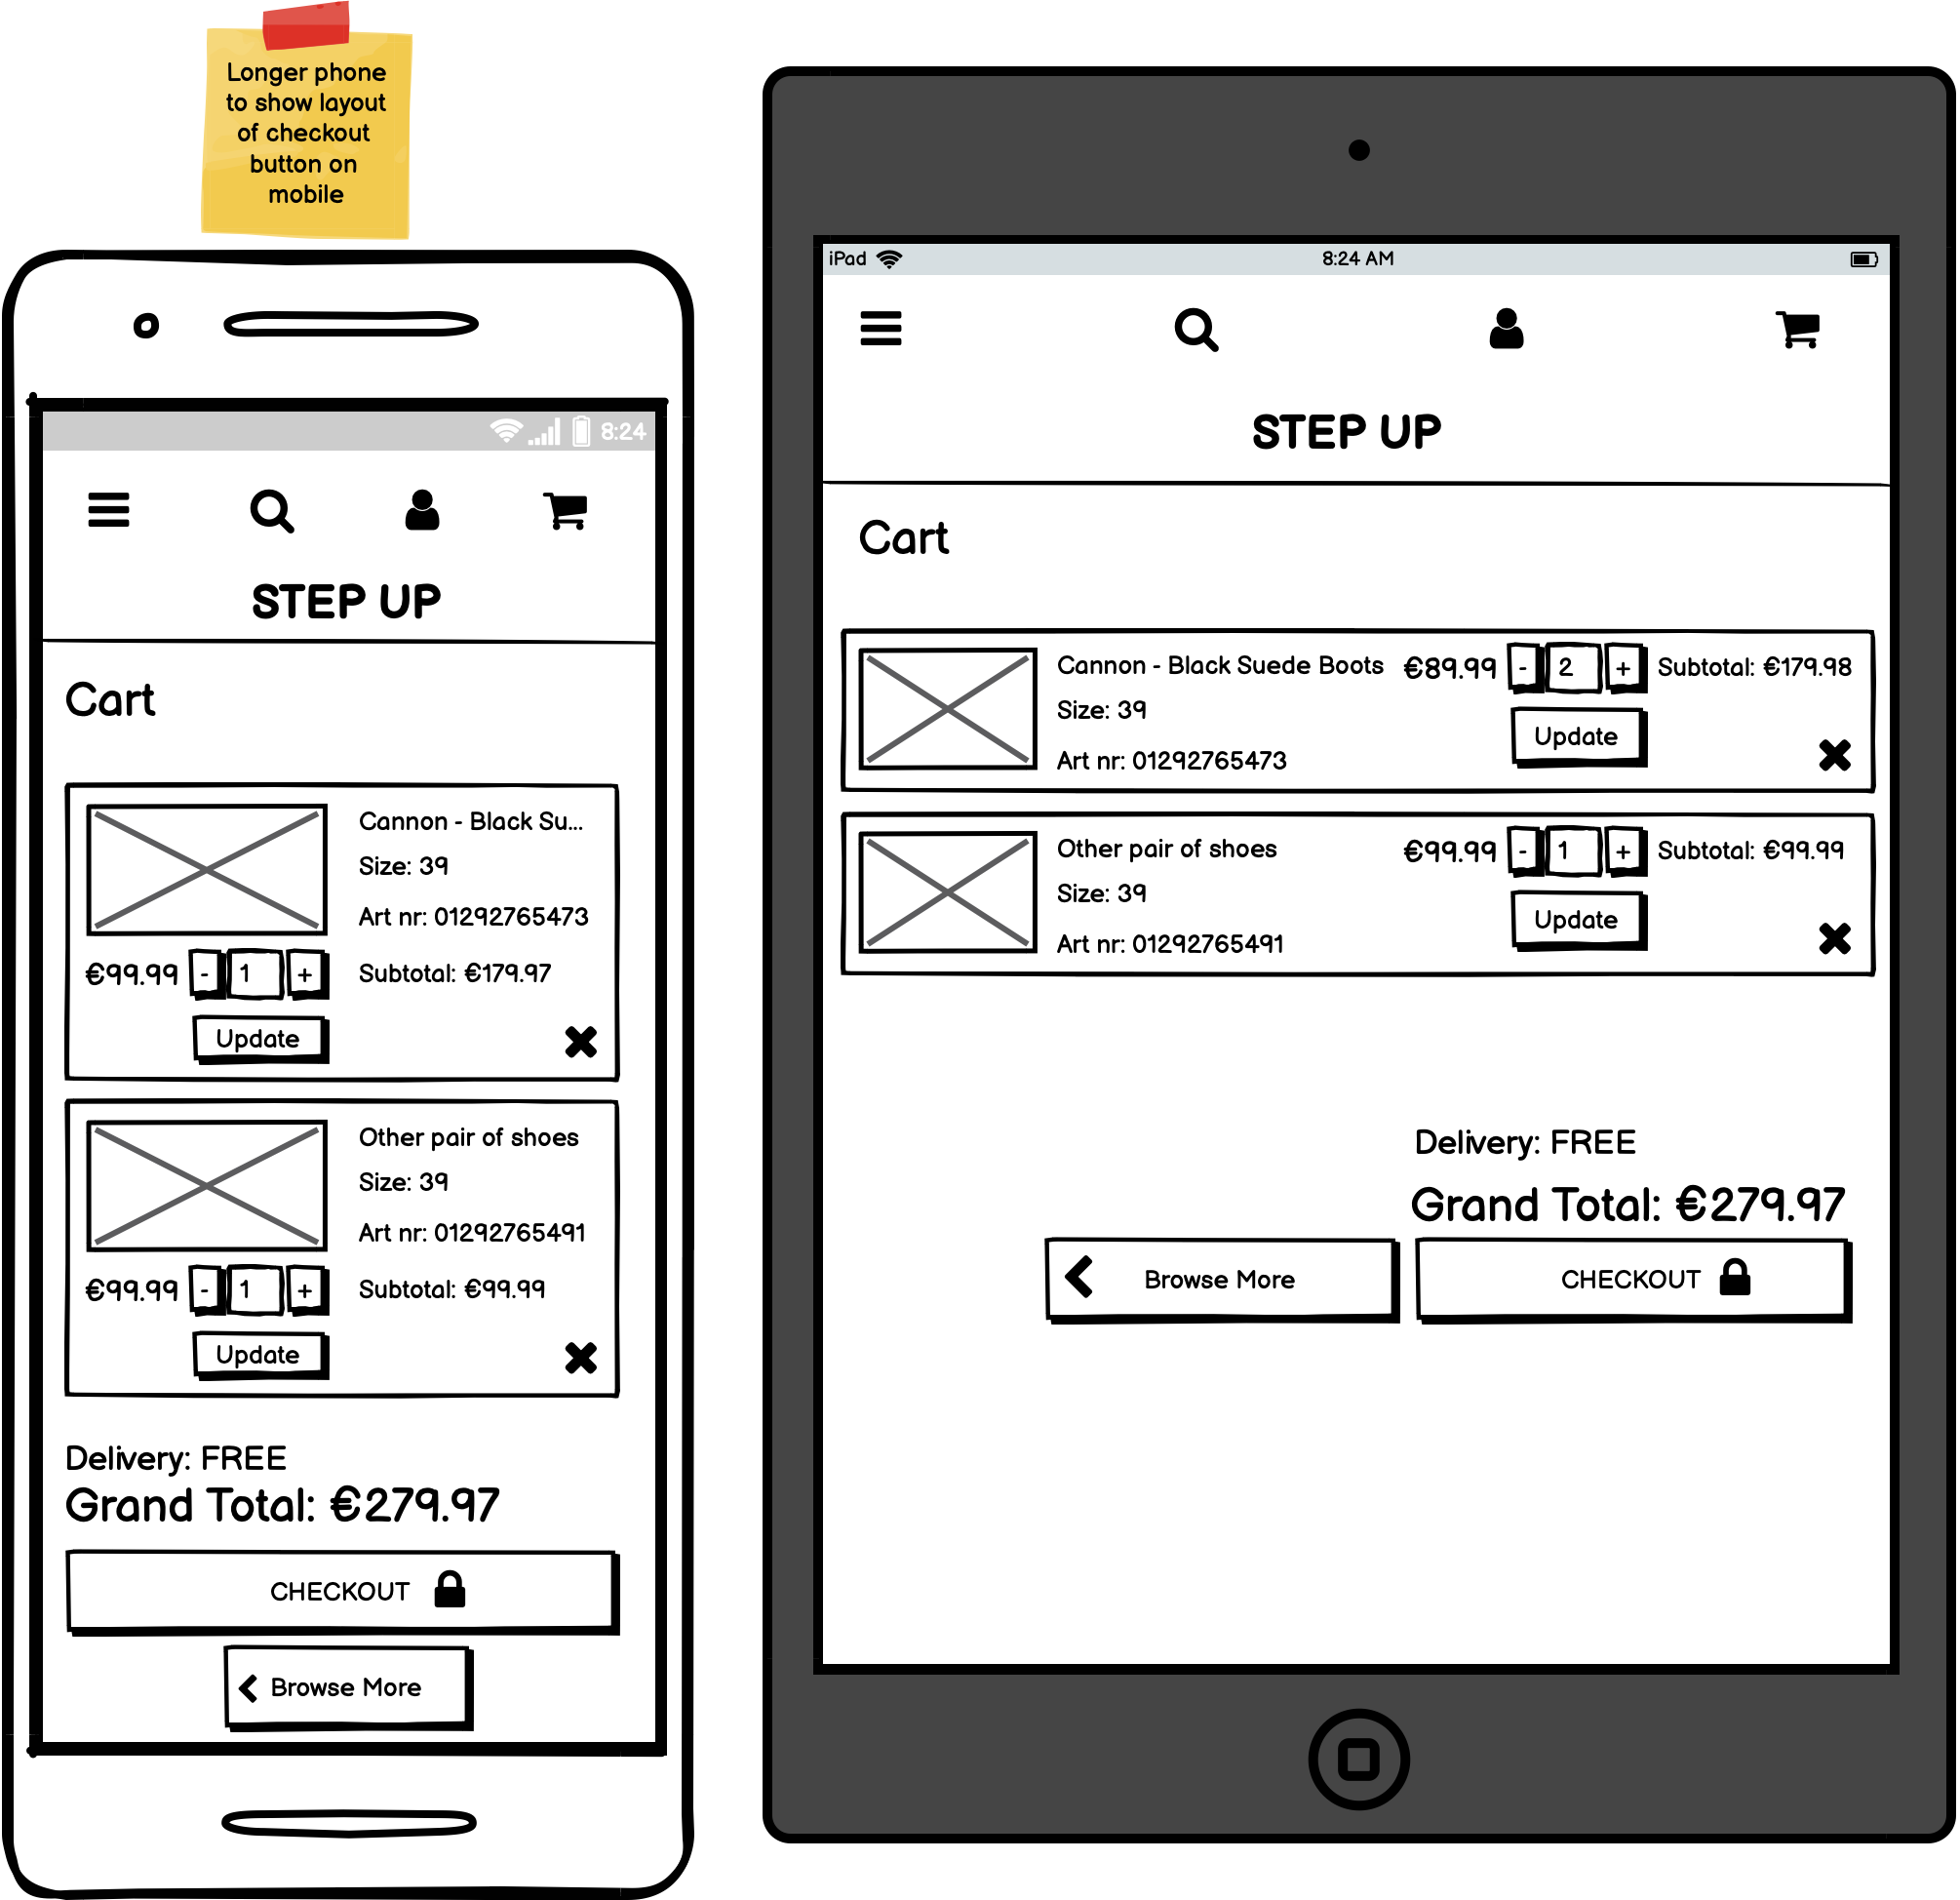 Longer phone
to show layout
of checkout
button on
mobile
8:24
STEP UP
Cart
Cannon - Black Su...
Size: 39
Art nr: 01292765473
€99.99 - 1 + Subtotal: €179.97
Update
Other pair of shoes
Size: 39
Art nr: 01292765491
€99.99 - 1 + Subtotal: €99.99
Update
Delivery: FREE
Grand Total: €279.97
CHECKOUT
Browse More
iPad 8:24 AM
STEP UP
Cart
Cannon - Black Suede Boots €89.99 - 2 + Subtotal: €179.98
Size: 39
Update
Art nr: 01292765473
Other pair of shoes €99.99 - 1 + Subtotal: €99.99
Size: 39
Update
Art nr: 01292765491
Delivery: FREE
Grand Total: €279.97
Browse More CHECKOUT